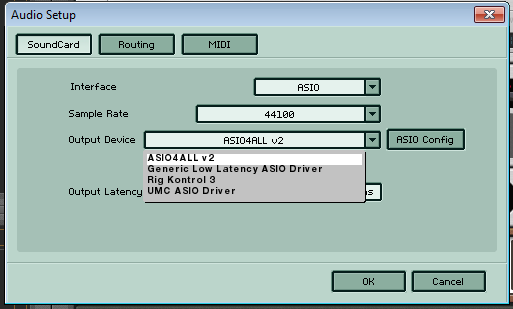 Audio Setup
SoundCard Routing MIDI
Interface ASIO
Sample Rate 44100
Output Device ASIO4ALL v2 ASIO Config
ASIO4ALL v2
Generic Low Latency ASIO Driver
Rig Kontrol 3
UMC ASIO Driver
Output Latency
OK Cancel